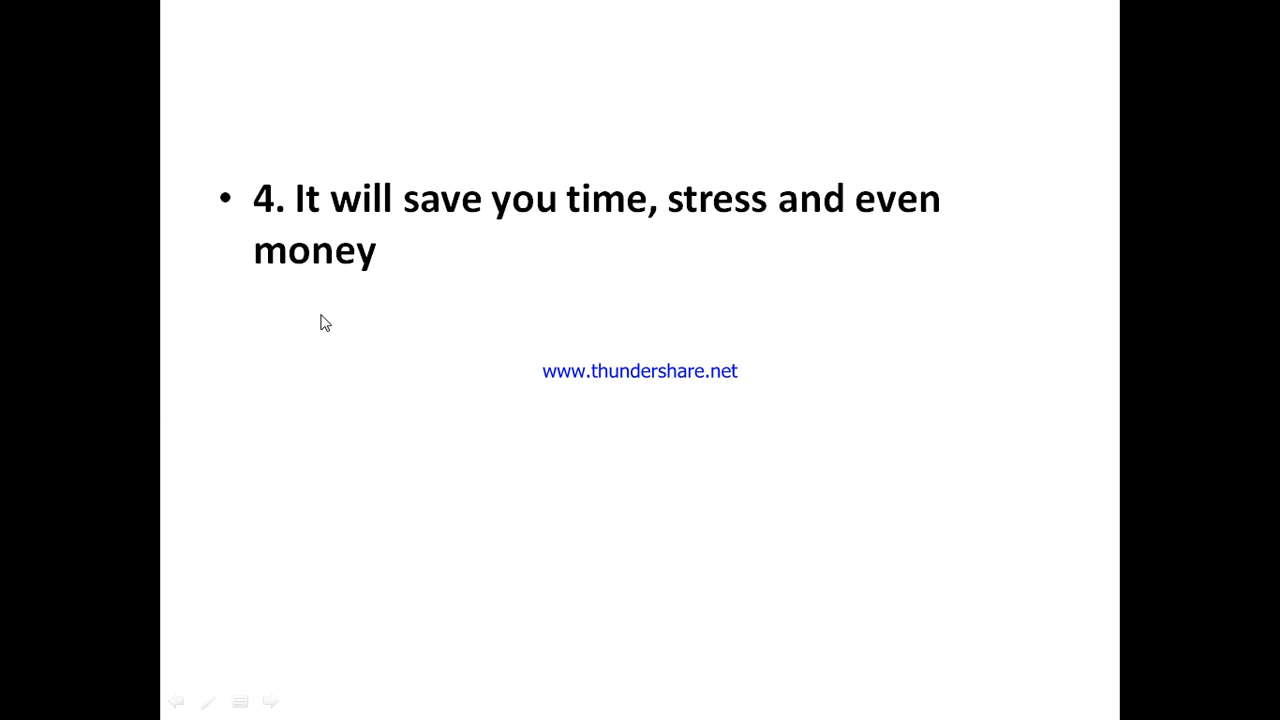 • 4. It will save you time, stress and even
money
www.thundershare.net